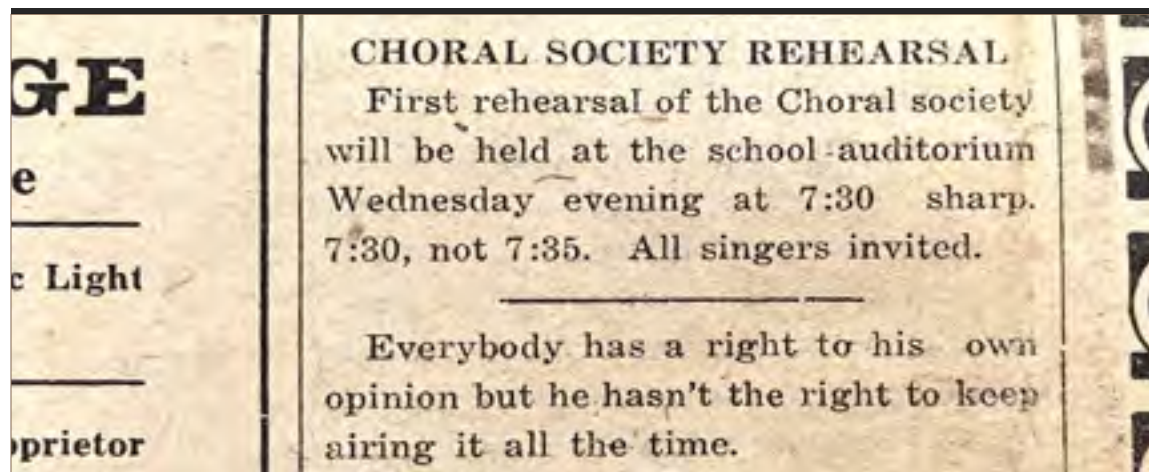 GE
e
c Light
oprietor
CHORAL SOCIETY REHEARSAL
First rehearsal of the Choral society
will be held at the school auditorium
Wednesday evening at 7:30 sharp.
7:30, not 7:35. All singers invited.
Everybody has a right to his own
opinion but he hasn't the right to keep
airing it all the time.